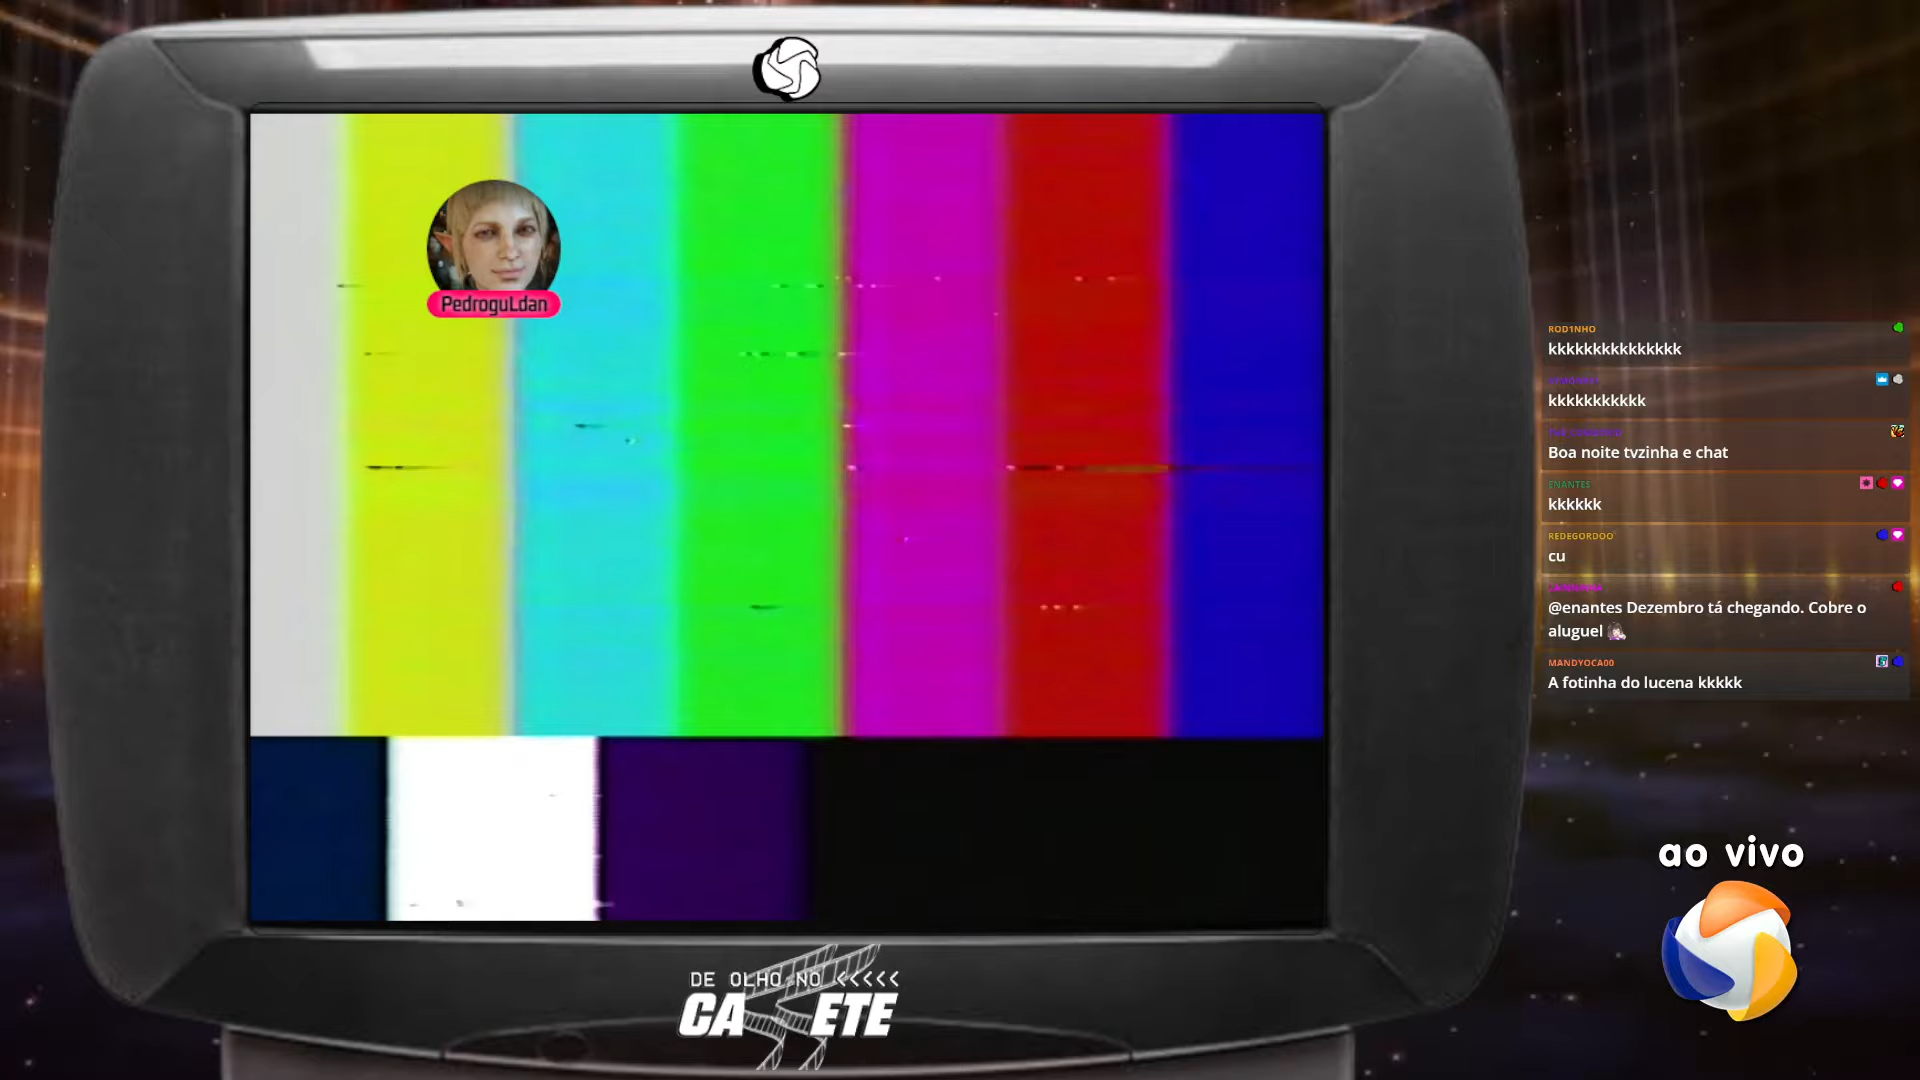 PedroguLdan
DE OLHO NO <<<<<
CA ETE
ROD1NHO
kkkkkkkkkkkkkkk
kkkkkkkkkkk
Boa noite tvzinha e chat
ENANTES
kkkkkk
REDEGORDOO
cu
@enantes Dezembro tá chegando. Cobre o
aluguel
MANDYOCA00
A fotinha do lucena kkkkk
ao vivo